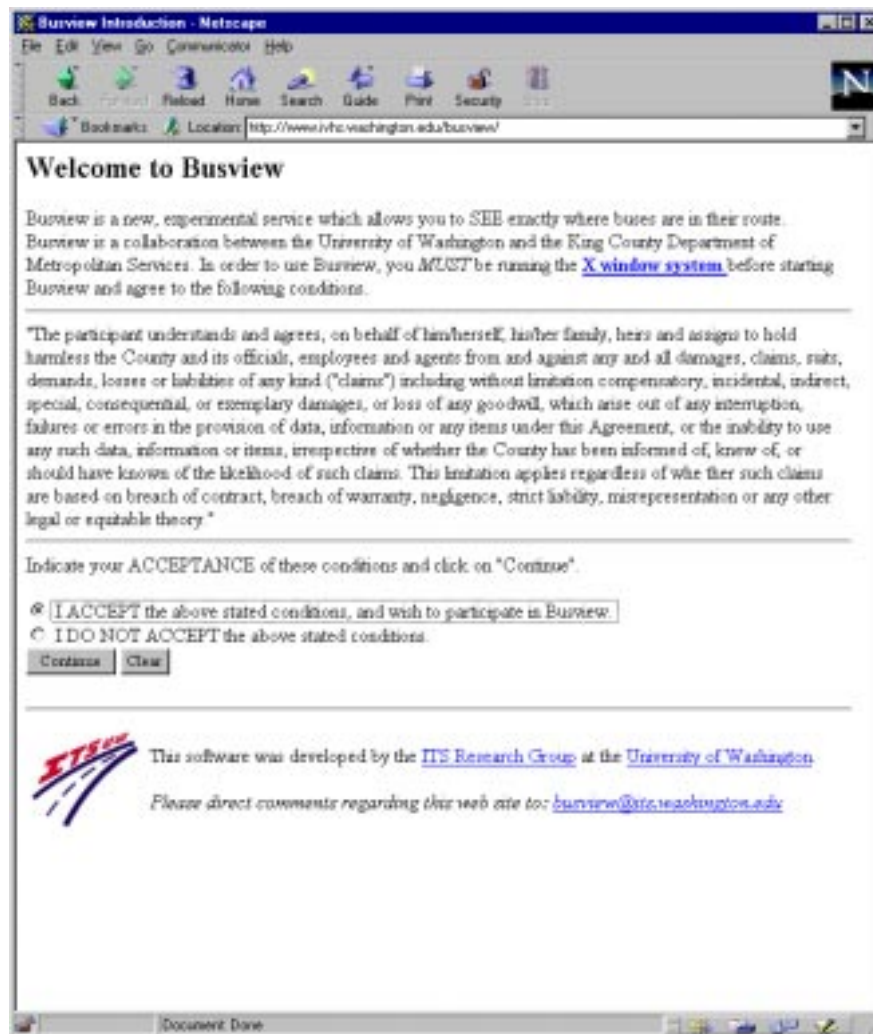 Busview Introduction - Netscape
File Edit View Go Communicator Help
Back Forward Reload Home Search Guide Print Security Stop
Bookmarks Location: http://www.ivhs.washington.edu/busview/
Welcome to Busview
Busview is a new, experimental service which allows you to SEE exactly where buses are in their route.
Busview is a collaboration between the University of Washington and the King County Department of
Metropolitan Services. In order to use Busview, you MUST be running the X window system before starting
Busview and agree to the following conditions.
"The participant understands and agrees, on behalf of him/herself, his/her family, heirs and assigns to hold
harmless the County and its officials, employees and agents from and against any and all damages, claims, suits,
demands, losses or liabilities of any kind ("claims") including without limitation compensatory, incidental, indirect,
special, consequential, or exemplary damages, or loss of any goodwill, which arise out of any interruption,
failures or errors in the provision of data, information or any items under this Agreement, or the inability to use
any such data, information or items, irrespective of whether the County has been informed of, knew of, or
should have known of the likelihood of such claims. This limitation applies regardless of whe ther such claims
are based on breach of contract, breach of warranty, negligence, strict liability, misrepresentation or any other
legal or equitable theory."
Indicate your ACCEPTANCE of these conditions and click on "Continue".
I ACCEPT the above stated conditions, and wish to participate in Busview.
I DO NOT ACCEPT the above stated conditions.
Continue Clear
ITS UW
This software was developed by the ITS Research Group at the University of Washington
Please direct comments regarding this web site to: busview@its.washington.edu
Document: Done